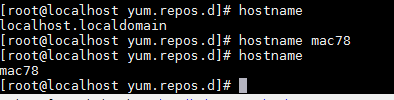 [root@localhost yum.repos.d]# hostname
localhost.localdomain
[root@localhost yum.repos.d]# hostname mac78
[root@localhost yum.repos.d]# hostname
mac78
[root@localhost yum.repos.d]#